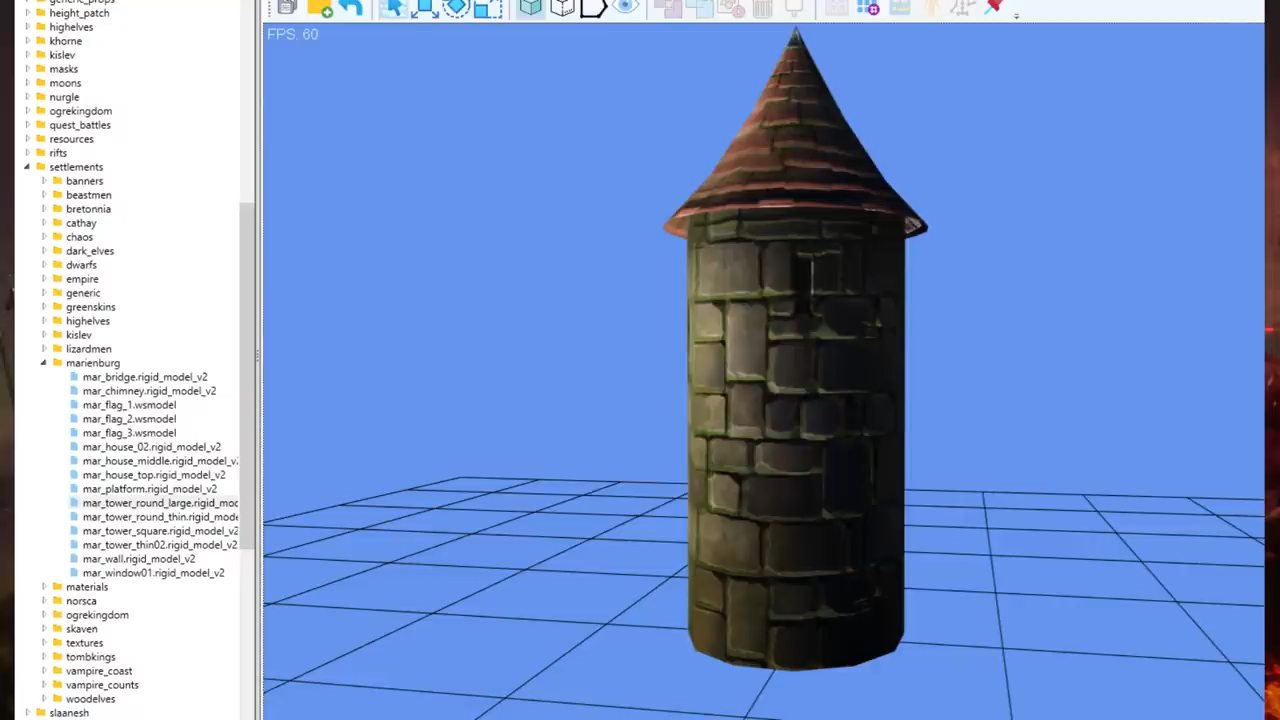 generic_props
height_patch
highelves
khorne
kislev
masks
moons
nurgle
ogrekingdom
quest_battles
resources
rifts
settlements
banners
beastmen
bretonnia
cathay
chaos
dark_elves
dwarfs
empire
generic
greenskins
highelves
kislev
lizardmen
marienburg
mar_bridge.rigid_model_v2
mar_chimney.rigid_model_v2
mar_flag_1.wsmodel
mar_flag_2.wsmodel
mar_flag_3.wsmodel
mar_house_02.rigid_model_v2
mar_house_middle.rigid_model_v2
mar_house_top.rigid_model_v2
mar_platform.rigid_model_v2
mar_tower_round_large.rigid_moc
mar_tower_round_thin.rigid_mode
mar_tower_square.rigid_model_v2
mar_tower_thin02.rigid_model_v2
mar_wall.rigid_model_v2
mar_window01.rigid_model_v2
materials
norsca
ogrekingdom
skaven
textures
tombkings
vampire_coast
vampire_counts
woodelves
slaanesh
FPS. 60